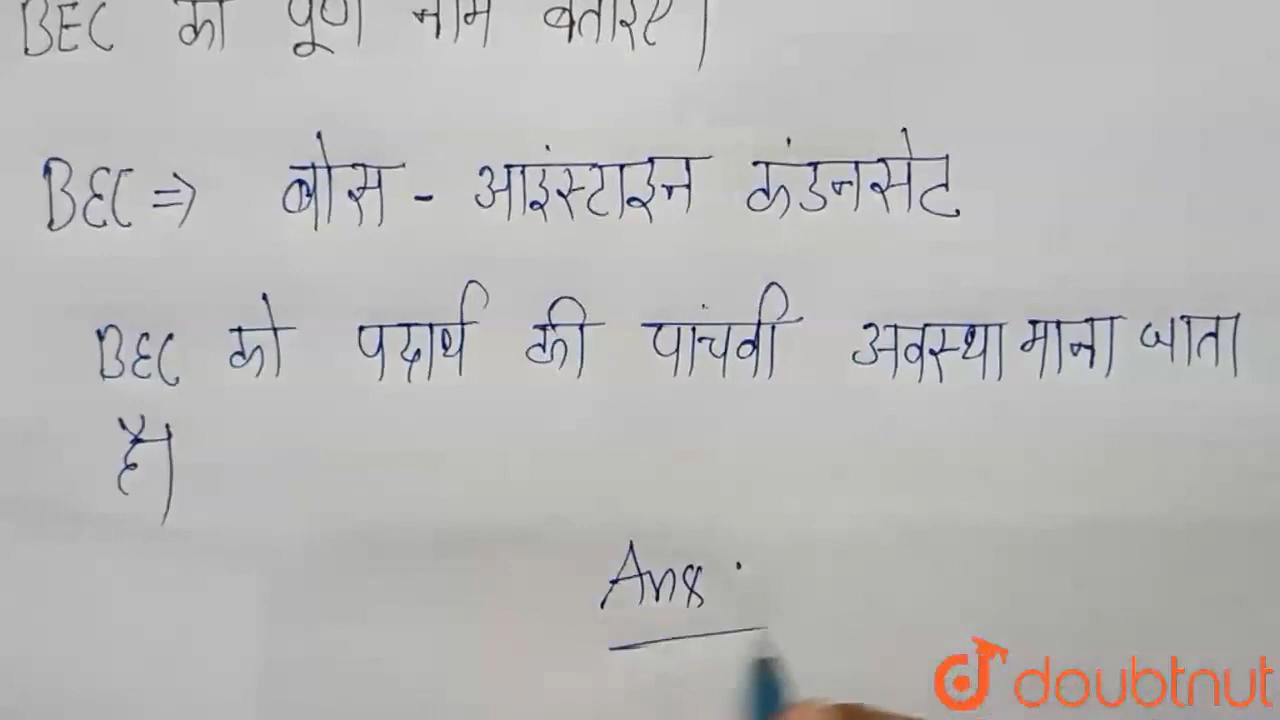 BEC का पूर्ण नाम बताइए।
BEC ⇒ बोस - आइंस्टाइन कंडनसेट
BEC को पदार्थ की पांचवी अवस्था माना जाता
है।
Ans.
doubtnut